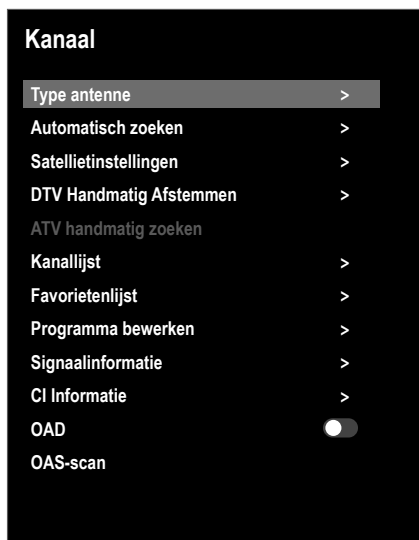 Kanaal
Type antenne >
Automatisch zoeken >
Satellietinstellingen >
DTV Handmatig Afstemmen >
ATV handmatig zoeken
Kanallijst >
Favorietenlijst >
Programma bewerken >
Signaalinformatie >
CI Informatie >
OAD
OAS-scan